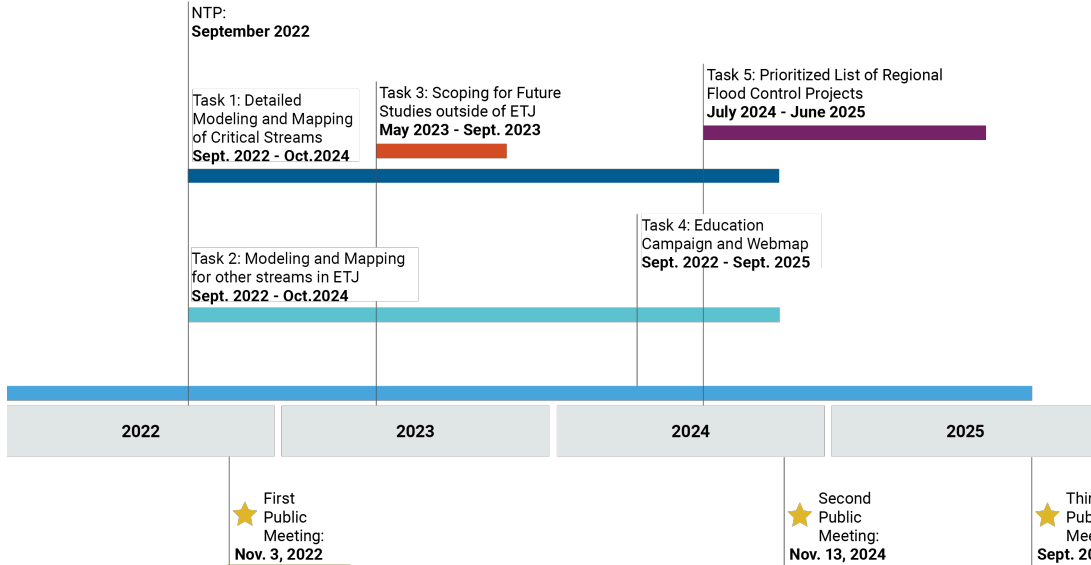 NTP:
September 2022
Task 1: Detailed
Modeling and Mapping
of Critical Streams
Sept. 2022 - Oct.2024
Task 3: Scoping for Future
Studies outside of ETJ
May 2023 - Sept. 2023
Task 5: Prioritized List of Regional
Flood Control Projects
July 2024 - June 2025
Task 2: Modeling and Mapping
for other streams in ETJ
Sept. 2022 - Oct.2024
Task 4: Education
Campaign and Webmap
Sept. 2022 - Sept. 2025
2022
2023
2024
2025
First
Public
Meeting:
Nov. 3, 2022
Second
Public
Meeting:
Nov. 13, 2024
Sept.